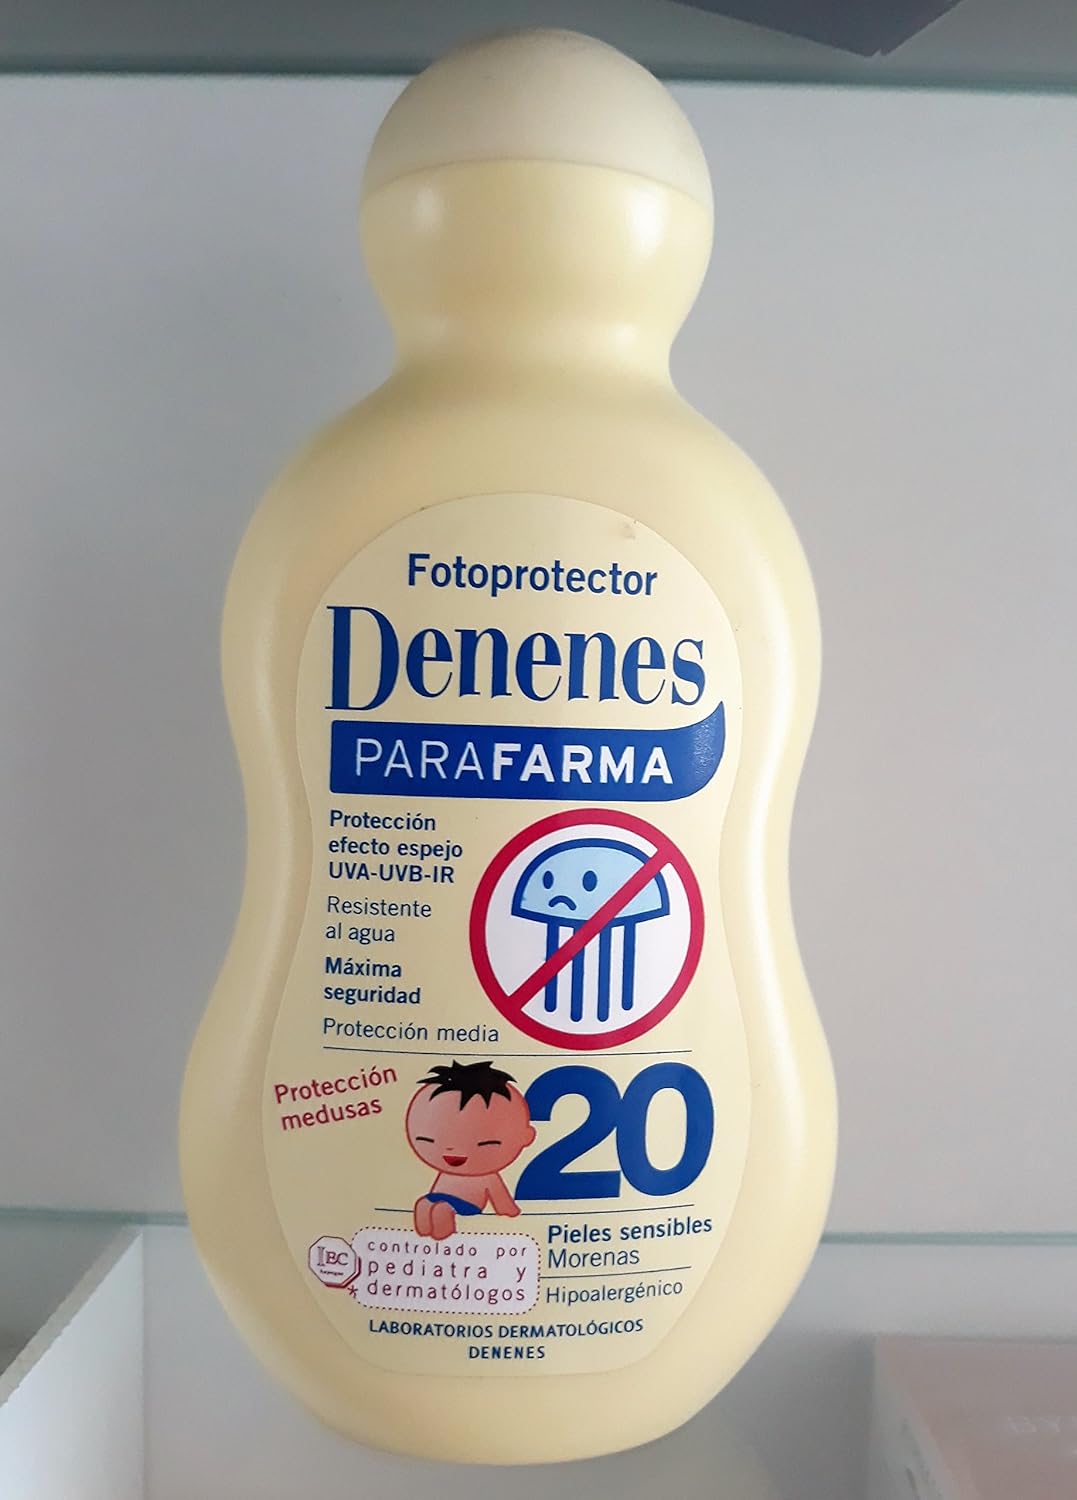 Fotoprotector
Denenes
PARAFARMA
Protección
efecto espejo
UVA-UVB-IR
Resistente
al agua
Máxima
seguridad
Protección media
Protección
medusas
20
Pieles sensibles
Morenas
Hipoalergénico
IBC
controlado por
pediatra y
* dermatólogos
LABORATORIOS DERMATOLÓGICOS
DENENES